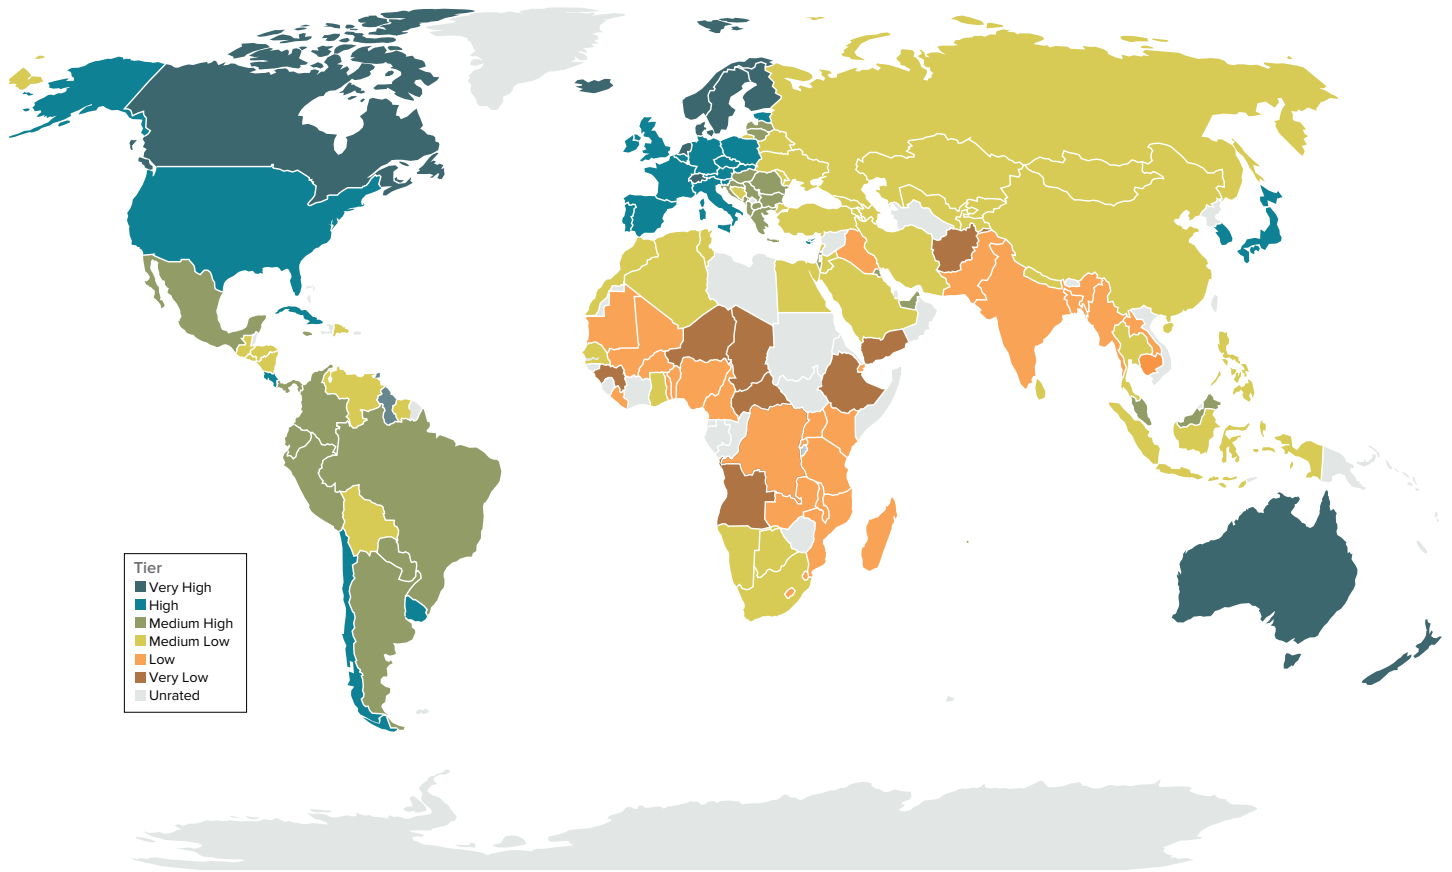 Tier
Very High
High
Medium High
Medium Low
Low
Very Low
Unrated